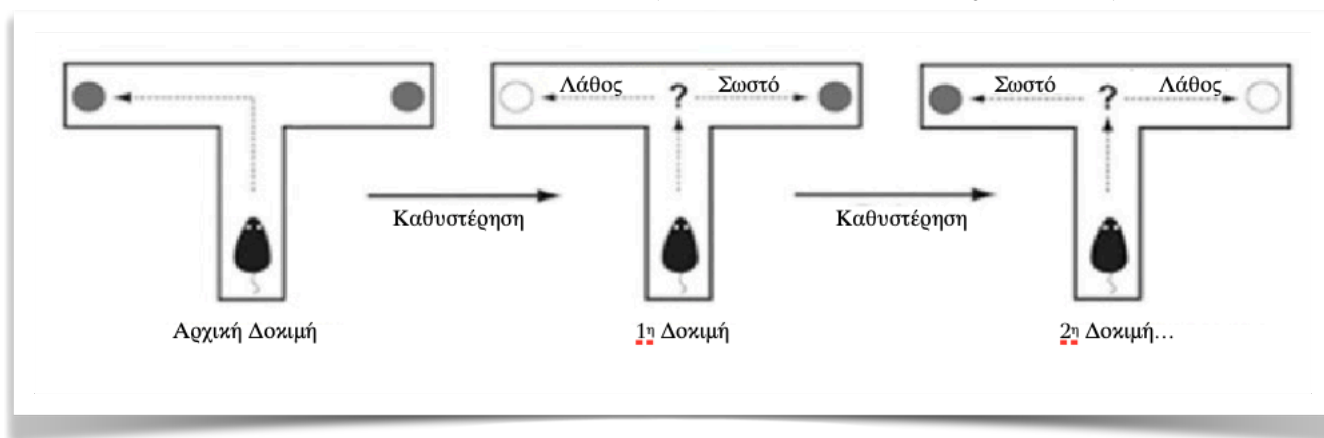 Λάθος ? Σωστό
Σωστό ? Λάθος
Καθυστέρηση
Καθυστέρηση
Αρχική Δοκιμή
1η Δοκιμή
2η Δοκιμή...